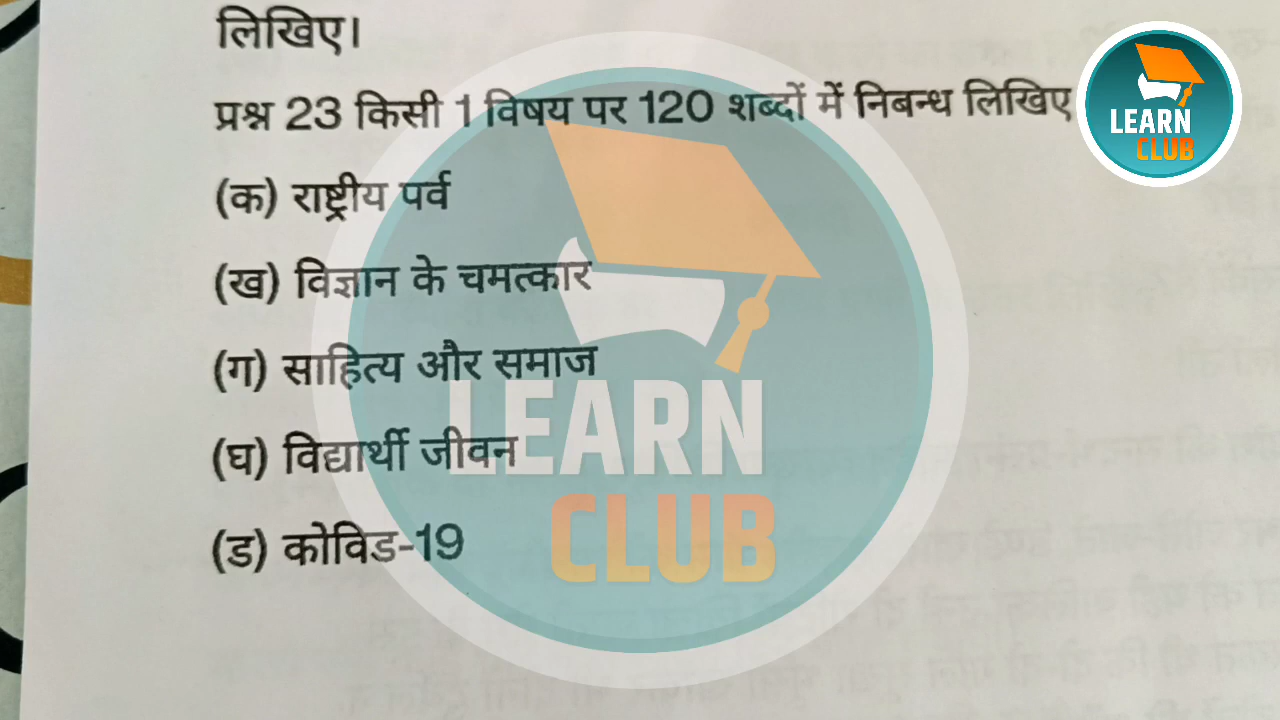 लिखिए।
प्रश्न 23 किसी 1 विषय पर 120 शब्दों में निबन्ध लिखिए
(क) राष्ट्रीय पर्व
(ख) विज्ञान के चमत्कार
(ग) साहित्य और समाज
(घ) विद्यार्थी जीवन
(ड) कोविड-19
LEARN
CLUB
LEARN
CLUB